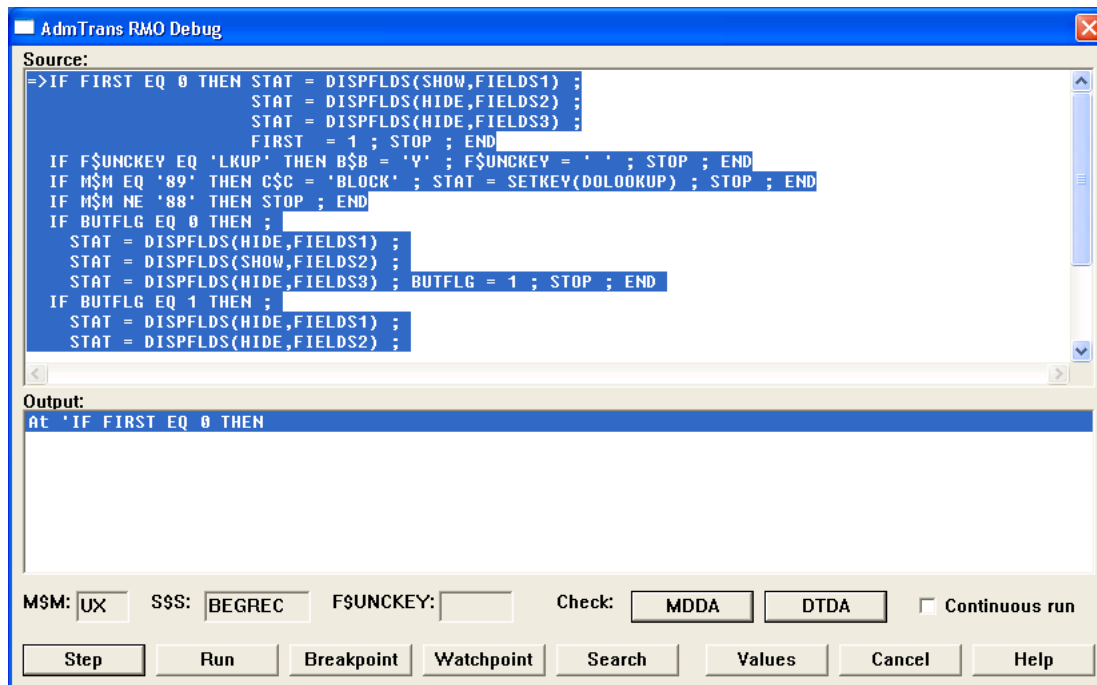 AdmTrans RMO Debug
Source:
=>IF FIRST EQ 0 THEN STAT = DISPFLDS(SHOW,FIELDS1) ;
STAT = DISPFLDS(HIDE,FIELDS2) ;
STAT = DISPFLDS(HIDE,FIELDS3) ;
FIRST  = 1 ; STOP ; END
IF F$UNCKEY EQ 'LKUP' THEN B$B = 'Y' ; F$UNCKEY = ' ' ; STOP ; END
IF M$M EQ '89' THEN C$C = 'BLOCK' ; STAT = SETKEY(DOLOOKUP) ; STOP ; END
IF M$M NE '88' THEN STOP ; END
IF BUTFLG EQ 0 THEN ;
STAT = DISPFLDS(HIDE,FIELDS1) ;
STAT = DISPFLDS(SHOW,FIELDS2) ;
STAT = DISPFLDS(HIDE,FIELDS3) ; BUTFLG = 1 ; STOP ; END
IF BUTFLG EQ 1 THEN ;
STAT = DISPFLDS(HIDE,FIELDS1) ;
STAT = DISPFLDS(HIDE,FIELDS2) ;
Output:
At 'IF FIRST EQ 0 THEN
M$M: UX S$S: BEGREC F$UNCKEY: Check: MDDA DTDA Continuous run
Step Run Breakpoint Watchpoint Search Values Cancel Help